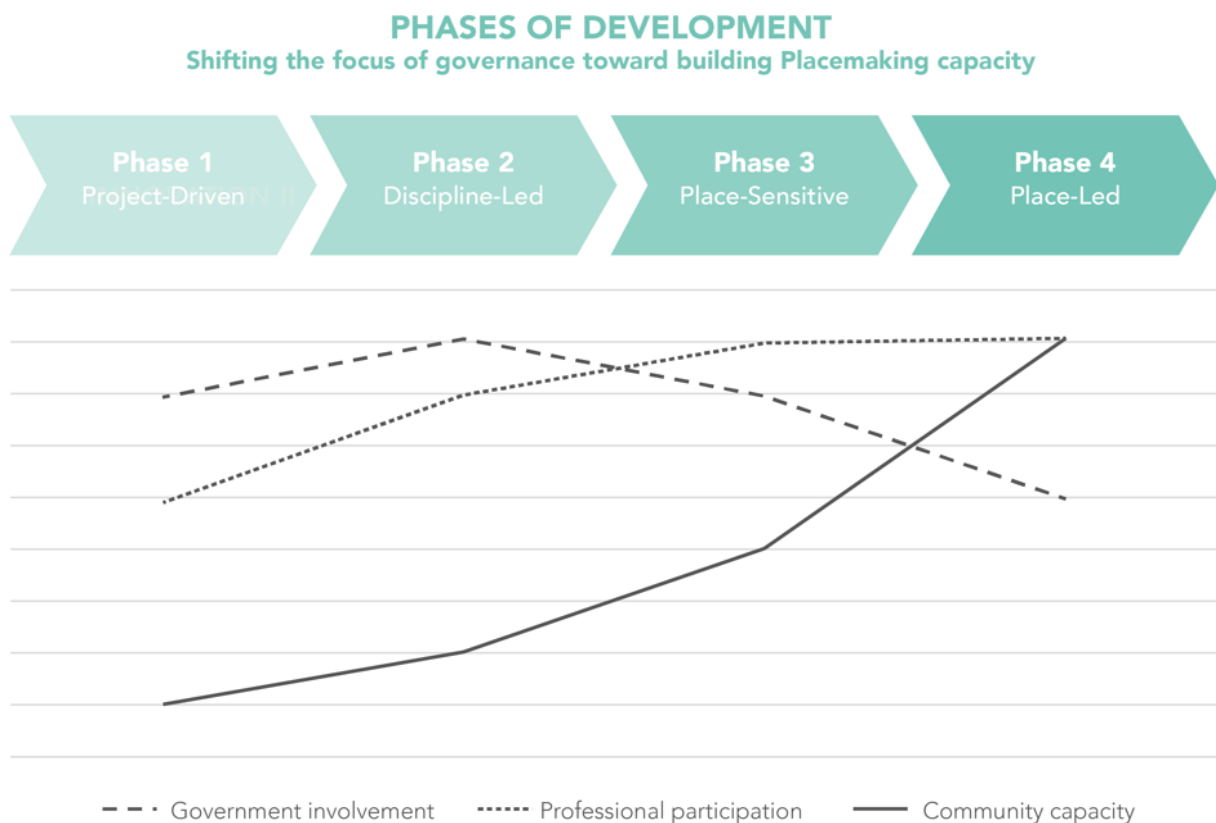 PHASES OF DEVELOPMENT
Shifting the focus of governance toward building Placemaking capacity
Phase 1
Project-Driven
Phase 2
Discipline-Led
Phase 3
Place-Sensitive
Phase 4
Place-Led
Government involvement
Professional participation
Community capacity